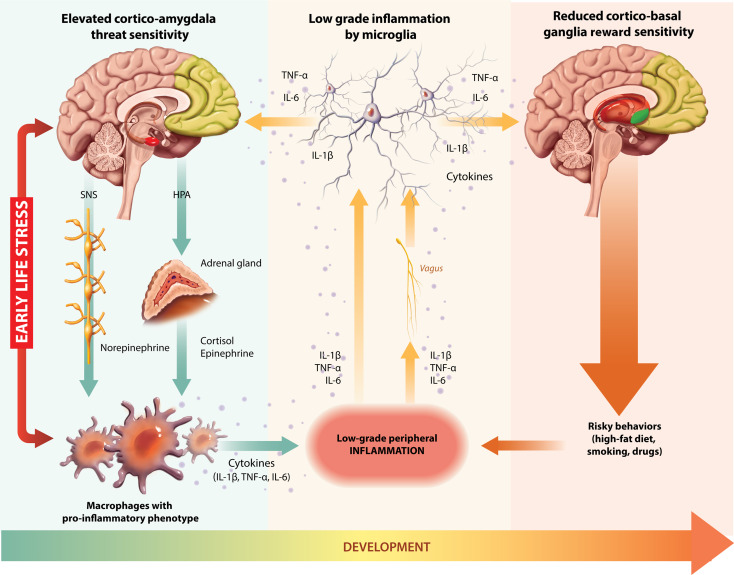 Elevated cortico-amygdala
threat sensitivity
Low grade inflammation
by microglia
Reduced cortico-basal
ganglia reward sensitivity
TNF-α
IL-6
IL-1β
TNF-α
IL-6
IL-1β
Cytokines
EARLY LIFE STRESS
SNS
HPA
Adrenal gland
Norepinephrine
Cortisol
Epinephrine
Vagus
IL-1β
TNF-α
IL-6
IL-1β
TNF-α
IL-6
Low-grade peripheral
INFLAMMATION
Risky behaviors
(high-fat diet,
smoking, drugs)
Cytokines
(IL-1β, TNF-α, IL-6)
Macrophages with
pro-inflammatory phenotype
DEVELOPMENT